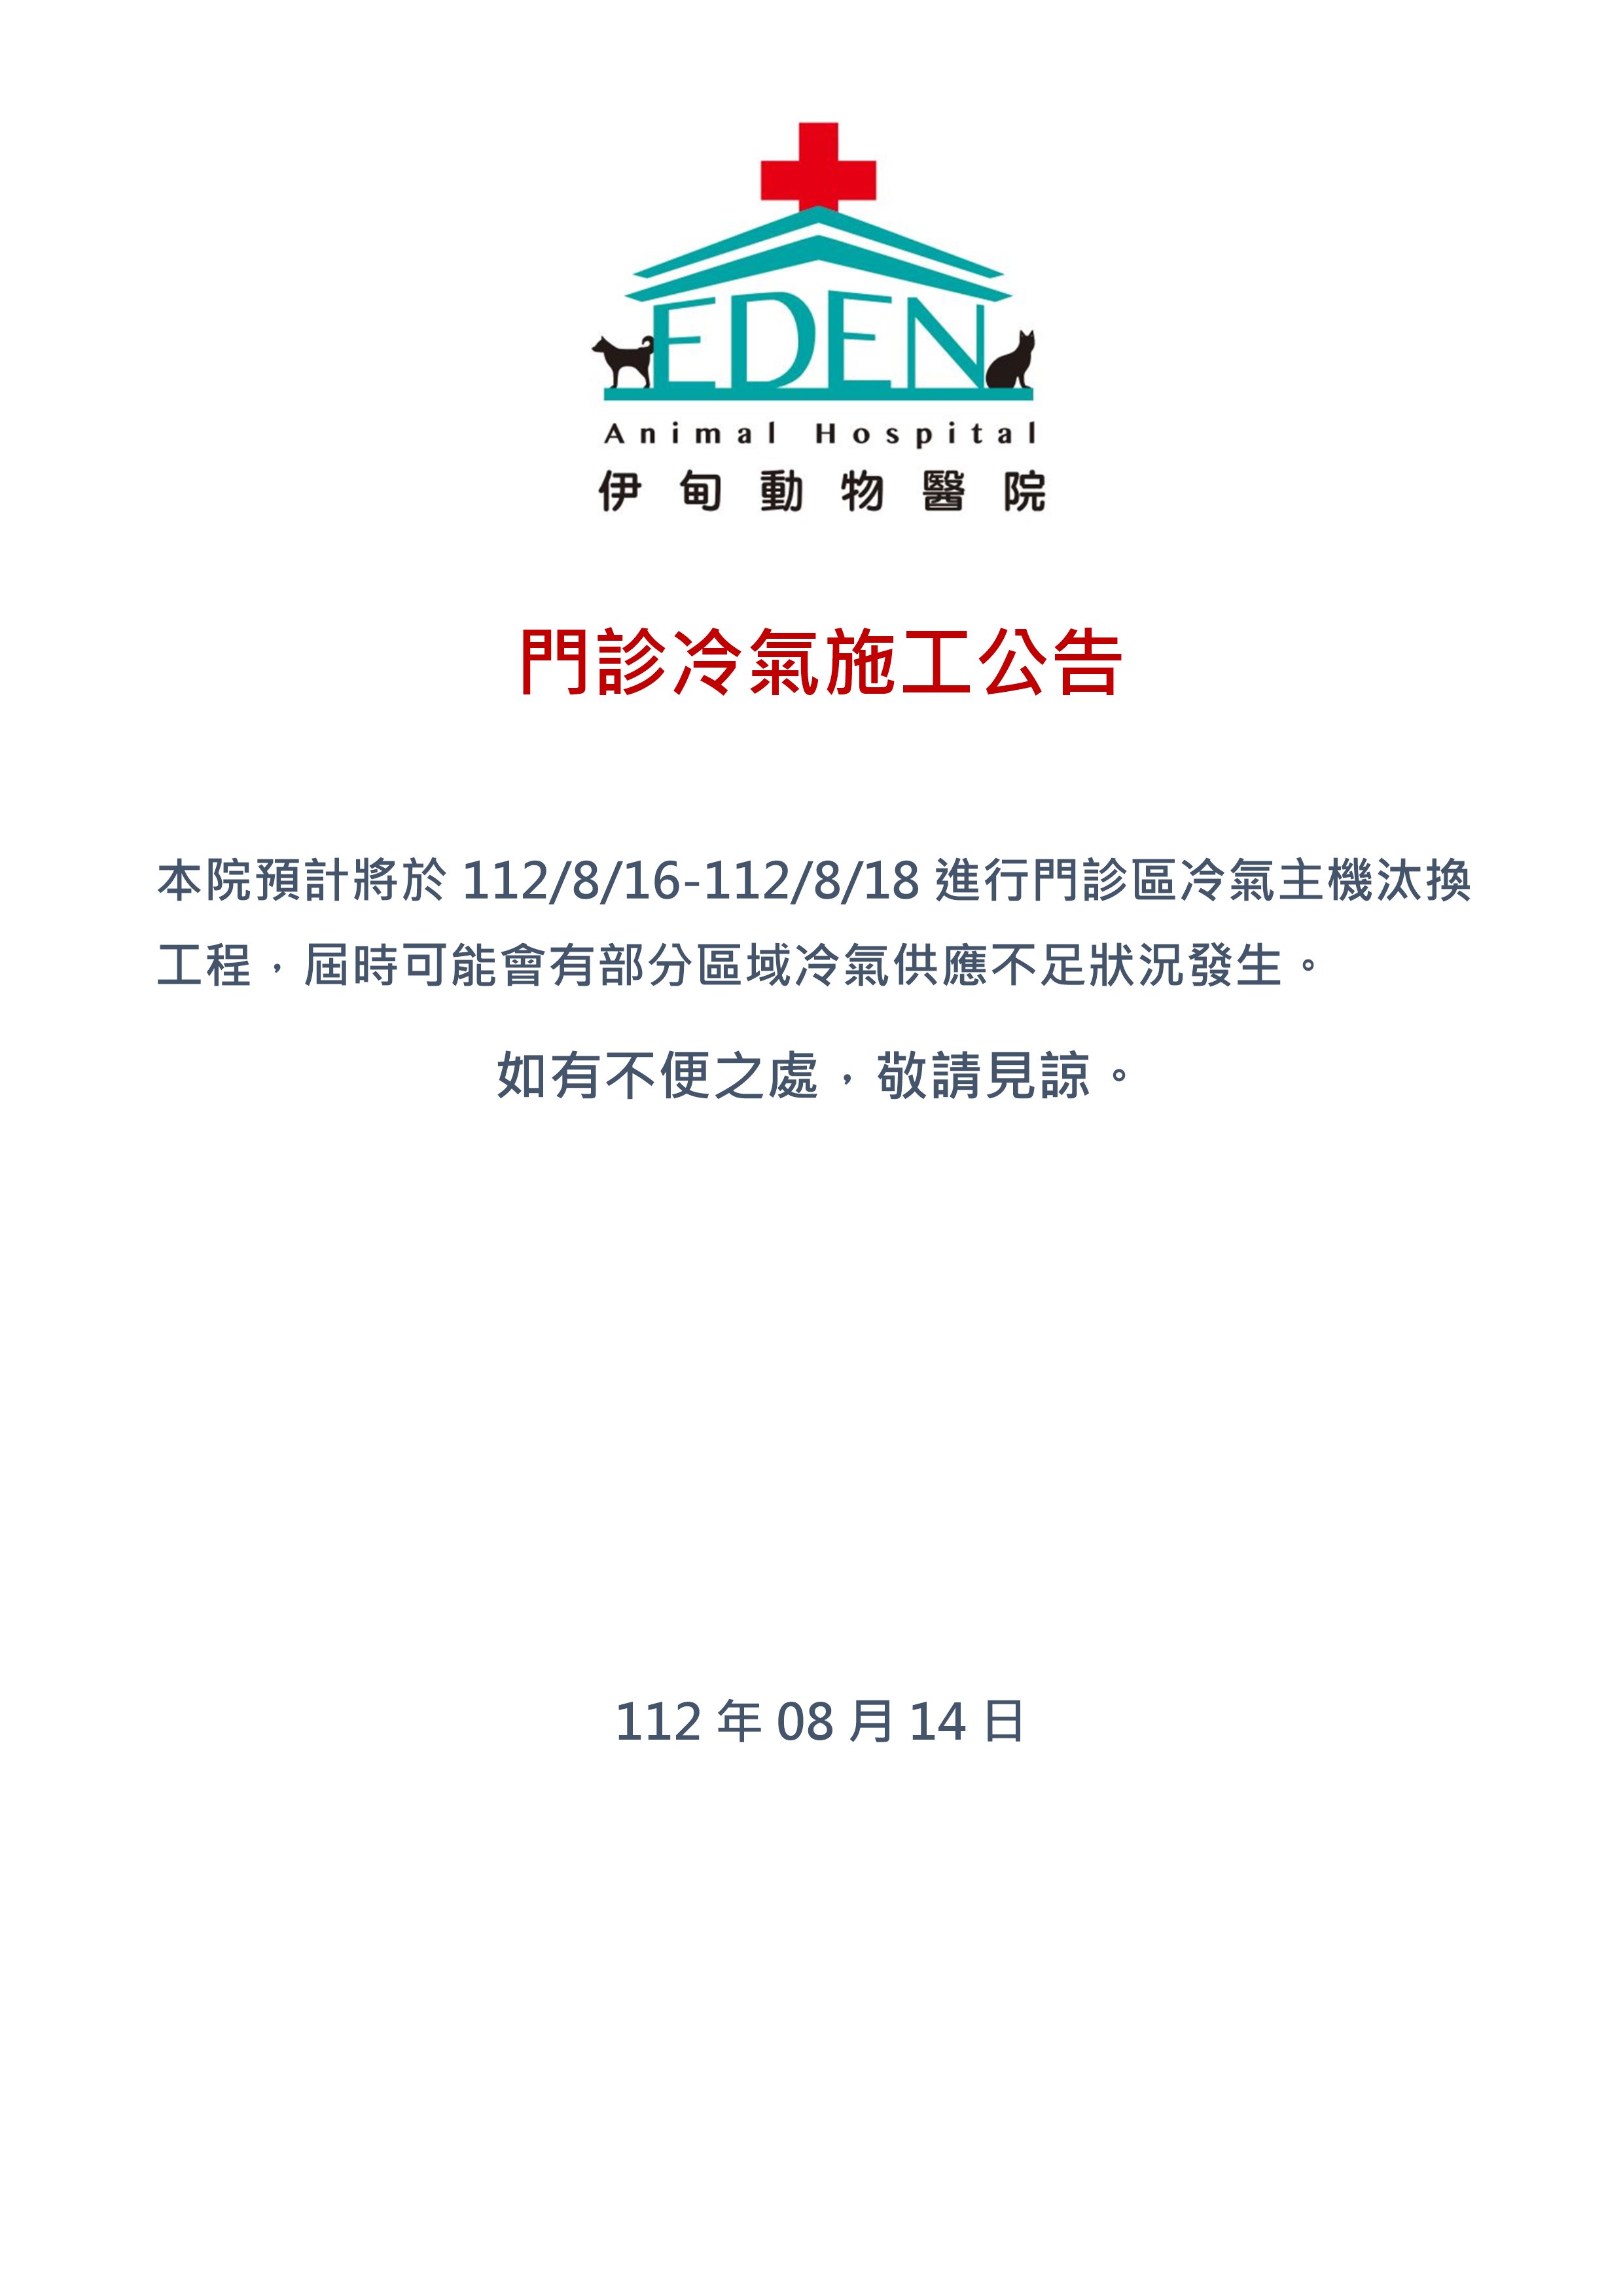 EDEN
Animal Hospital
伊甸動物醫院
門診冷氣施工公告
本院預計將於 112/8/16-112/8/18 進行門診區冷氣主機汰換
工程，屆時可能會有部分區域冷氣供應不足狀況發生。
如有不便之處，敬請見諒。
112 年 08 月 14 日